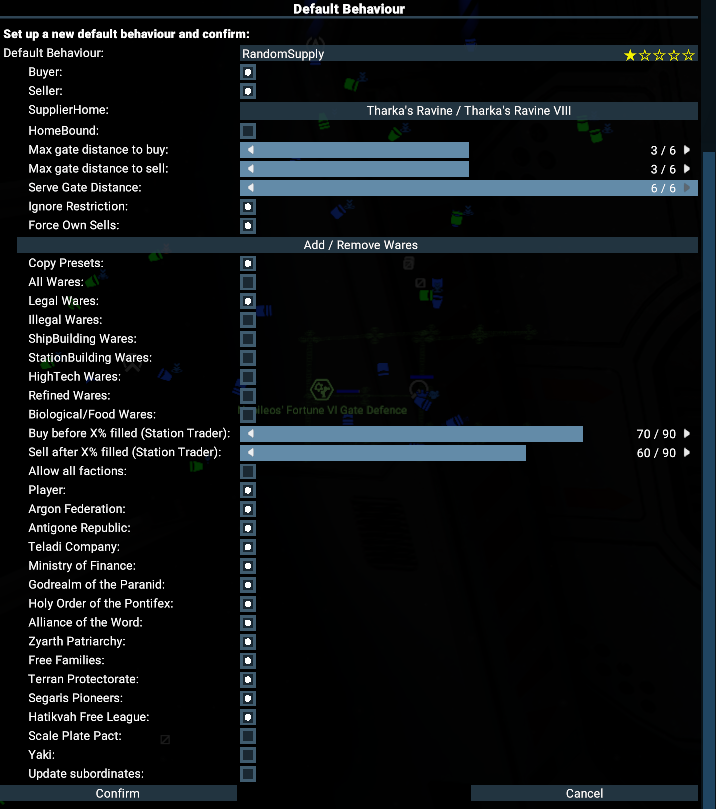 Default Behaviour
Set up a new default behaviour and confirm:
Default Behaviour: RandomSupply
Buyer:
Seller:
SupplierHome: Tharka's Ravine / Tharka's Ravine VIII
HomeBound:
Max gate distance to buy: 3 / 6
Max gate distance to sell: 3 / 6
Serve Gate Distance: 6 / 6
Ignore Restriction:
Force Own Sells:
Add / Remove Wares
Copy Presets:
All Wares:
Legal Wares:
Illegal Wares:
ShipBuilding Wares:
StationBuilding Wares:
HighTech Wares:
Refined Wares:
Biological/Food Wares: Fortune VI Gate Defence
Buy before X% filled (Station Trader): 70 / 90
Sell after X% filled (Station Trader): 60 / 90
Allow all factions:
Player:
Argon Federation:
Antigone Republic:
Teladi Company:
Ministry of Finance:
Godrealm of the Paranid:
Holy Order of the Pontifex:
Alliance of the Word:
Zyarth Patriarchy:
Free Families:
Terran Protectorate:
Segaris Pioneers:
Hatikvah Free League:
Scale Plate Pact:
Yaki:
Update subordinates:
Confirm Cancel